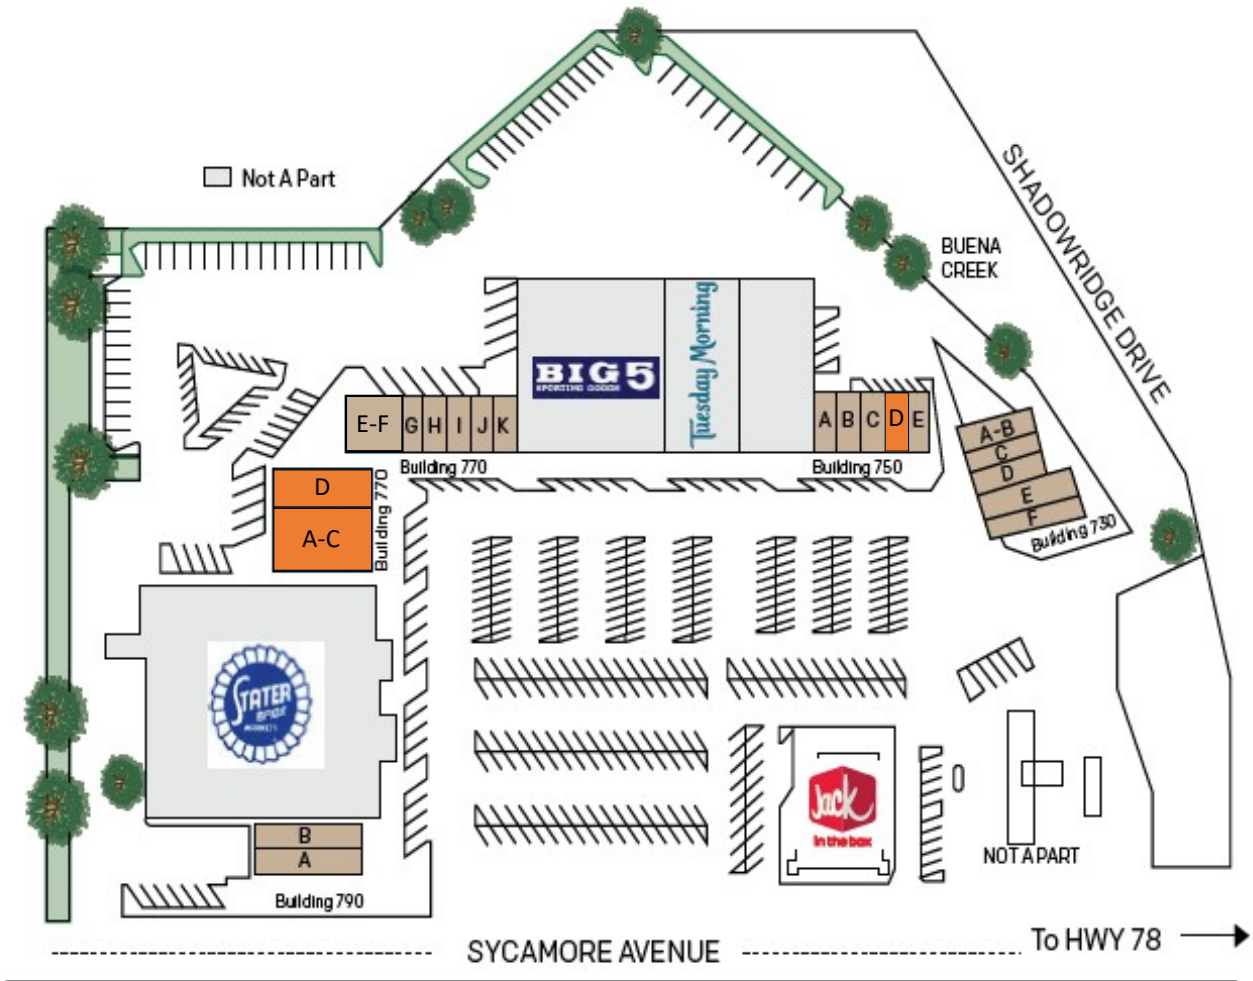 Not A Part
SHADOWRIDGE DRIVE
BUENA
CREEK
Tuesday Morning
BIG 5
SPORTING GOODS
E-F
G
H
I
J
K
A
B
C
D
E
Building 770
Building 750
A-B
C
D
E
F
Building 730
D
A-C
Building 770
STATER
BROS
MARKETS
Jack
in the box
B
A
Building 790
NOT A PART
To HWY 78
SYCAMORE AVENUE